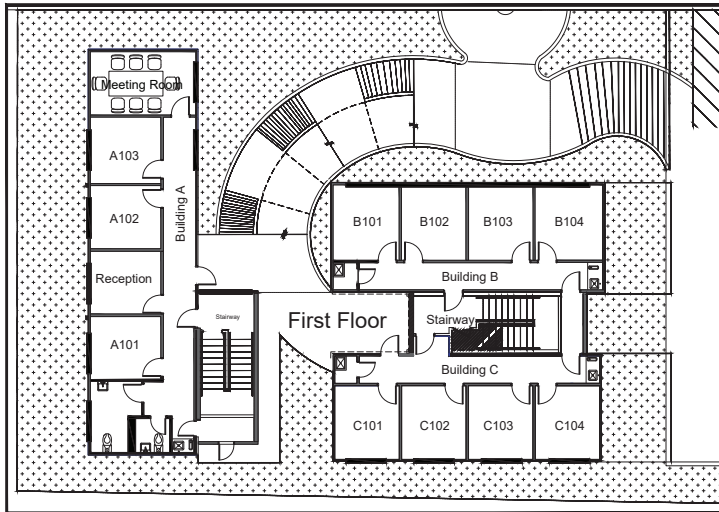 Meeting Room
A103
A102
Building A
Reception
A101
Stairway
First Floor
B101
B102
B103
B104
Building B
Stairway
Building C
C101
C102
C103
C104